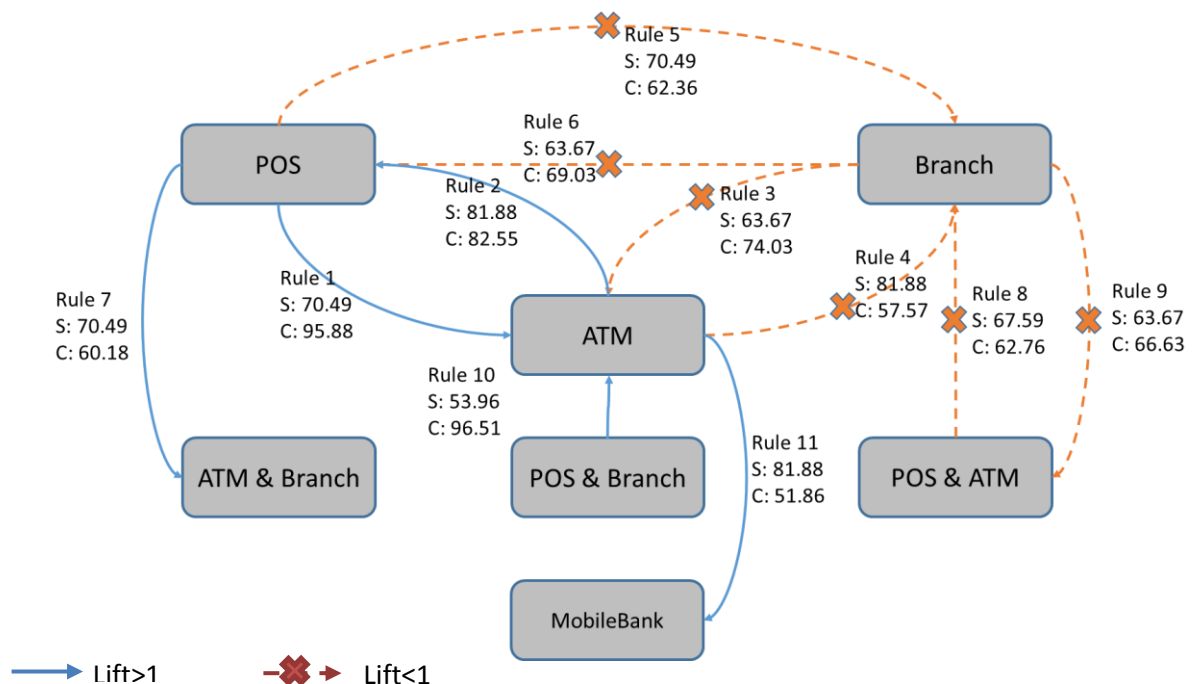 Rule 5
S: 70.49
C: 62.36
POS
Rule 6
S: 63.67
C: 69.03
Branch
Rule 2
S: 81.88
C: 82.55
Rule 3
S: 63.67
C: 74.03
Rule 1
S: 70.49
C: 95.88
Rule 4
S: 81.88
C: 57.57
Rule 7
S: 70.49
C: 60.18
Rule 8
S: 67.59
C: 62.76
Rule 9
S: 63.67
C: 66.63
ATM
Rule 10
S: 53.96
C: 96.51
Rule 11
S: 81.88
C: 51.86
ATM & Branch
POS & Branch
POS & ATM
MobileBank
Lift>1
Lift<1